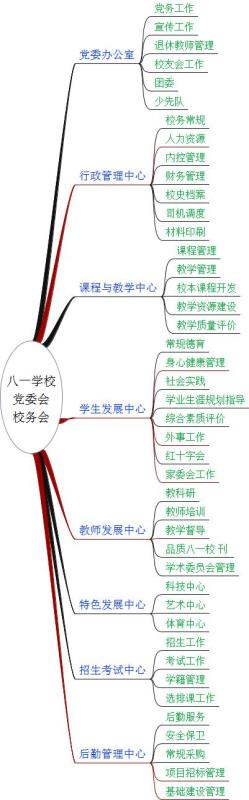 八一学校
党委会
校务会
党委办公室
党务工作
宣传工作
退休教师管理
校友会工作
团委
少先队
行政管理中心
校务常规
人力资源
内控管理
财务管理
校史档案
司机调度
材料印刷
课程与教学中心
课程管理
教学管理
校本课程开发
教学资源建设
教学质量评价
学生发展中心
常规德育
身心健康管理
社会实践
学业生涯规划指导
综合素质评价
外事工作
红十字会
家委会工作
教师发展中心
教科研
教师培训
教学督导
品质八一校刊
学术委员会管理
特色发展中心
科技中心
艺术中心
体育中心
招生考试中心
招生工作
考试工作
学籍管理
选排课工作
后勤管理中心
后勤服务
安全保卫
常规采购
项目招标管理
基础建设管理